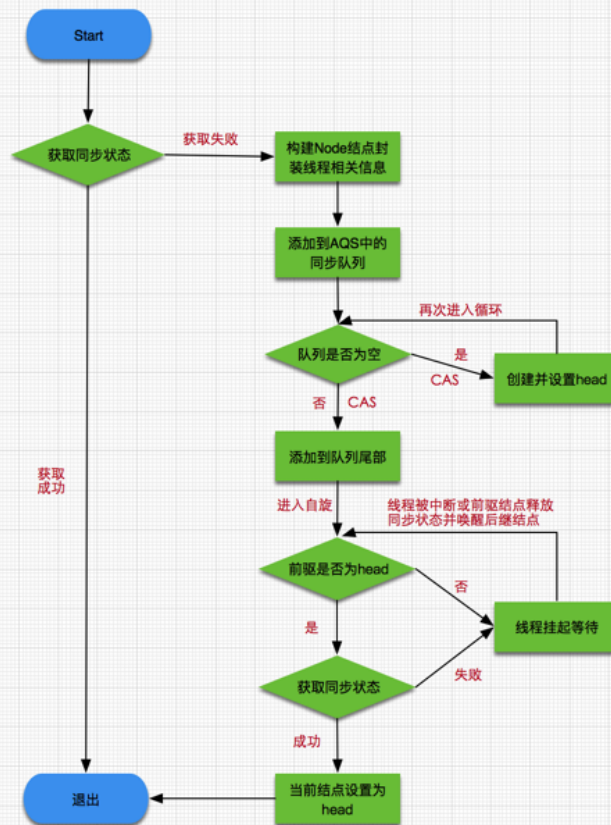 Start
获取同步状态
获取失败
构建Node结点封
装线程相关信息
添加到AQS中的
同步队列
再次进入循环
队列是否为空
是
CAS
创建并设置head
否
CAS
添加到队列尾部
获取
成功
进入自旋
线程被中断或前驱结点释放
同步状态并唤醒后继结点
前驱是否为head
否
线程挂起等待
是
获取同步状态
失败
成功
当前结点设置为
head
退出